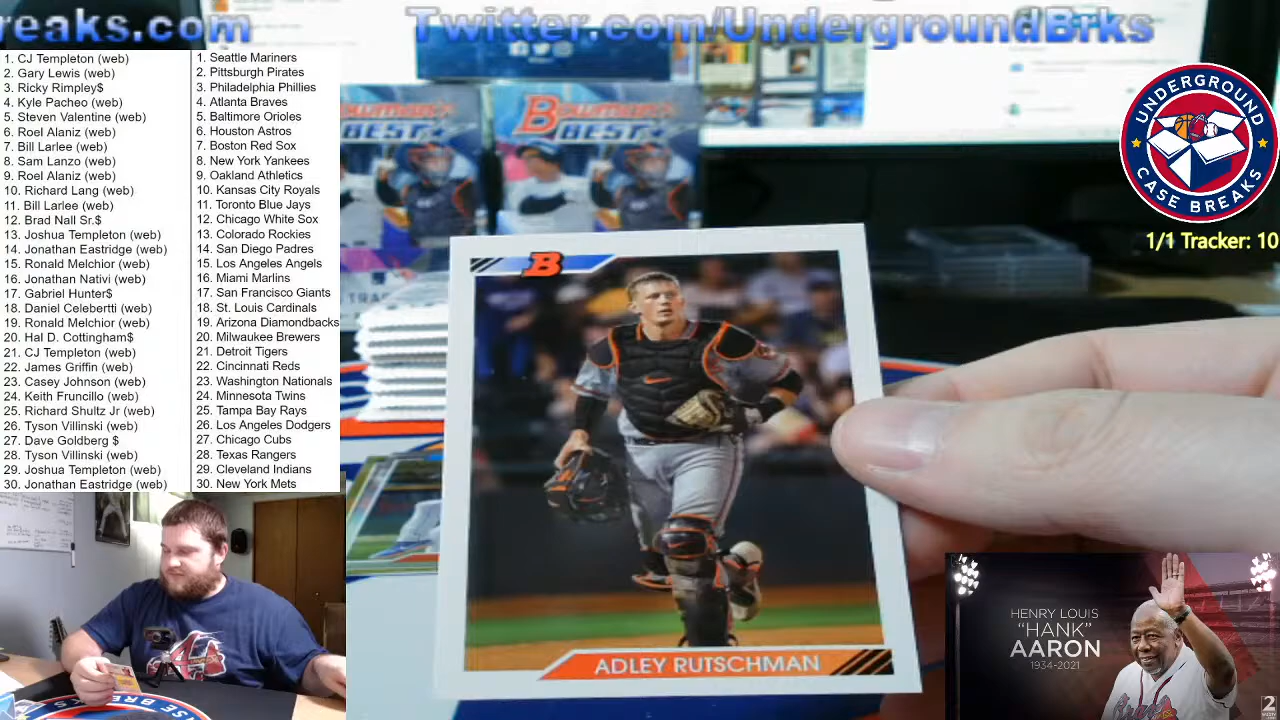 reaks.com
Twitter.com/UndergroundBrks
1. CJ Templeton (web)
2. Gary Lewis (web)
3. Ricky Rimpley$
4. Kyle Pacheo (web)
5. Steven Valentine (web)
6. Roel Alaniz (web)
7. Bill Larlee (web)
8. Sam Lanzo (web)
9. Roel Alaniz (web)
10. Richard Lang (web)
11. Bill Larlee (web)
12. Brad Nall Sr.$
13. Joshua Templeton (web)
14. Jonathan Eastridge (web)
15. Ronald Melchior (web)
16. Jonathan Nativi (web)
17. Gabriel Hunter$
18. Daniel Celebertti (web)
19. Ronald Melchior (web)
20. Hal D. Cottingham$
21. CJ Templeton (web)
22. James Griffin (web)
23. Casey Johnson (web)
24. Keith Fruncillo (web)
25. Richard Shultz Jr (web)
26. Tyson Villinski (web)
27. Dave Goldberg $
28. Tyson Villinski (web)
29. Joshua Templeton (web)
30. Jonathan Eastridge (web)
1. Seattle Mariners
2. Pittsburgh Pirates
3. Philadelphia Phillies
4. Atlanta Braves
5. Baltimore Orioles
6. Houston Astros
7. Boston Red Sox
8. New York Yankees
9. Oakland Athletics
10. Kansas City Royals
11. Toronto Blue Jays
12. Chicago White Sox
13. Colorado Rockies
14. San Diego Padres
15. Los Angeles Angels
16. Miami Marlins
17. San Francisco Giants
18. St. Louis Cardinals
19. Arizona Diamondbacks
20. Milwaukee Brewers
21. Detroit Tigers
22. Cincinnati Reds
23. Washington Nationals
24. Minnesota Twins
25. Tampa Bay Rays
26. Los Angeles Dodgers
27. Chicago Cubs
28. Texas Rangers
29. Cleveland Indians
30. New York Mets
BOWMAN'S
BEST
BOWMAN'S
BEST
B
ADLEY RUTSCHMAN
UNDERGROUND
CASE BREAKS
1/1 Tracker: 10
HENRY LOUIS
"HANK"
AARON
1934-2021
2